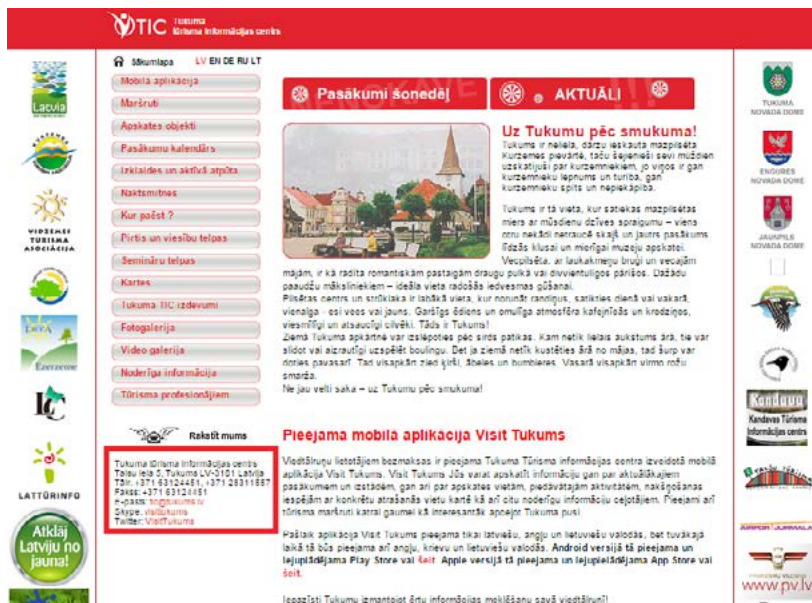 TIC Tukuma
tūrisma informācijas centrs
Sākumlapa LV EN DE RU LT
Mobilā aplikācija
Maršruti
Apskates objekti
Pasākumu kalendārs
Izklaides un aktīvā atpūta
Naktsmītnes
Kur paēst ?
Pirtis un viesību telpas
Semināru telpas
Kartes
Tukuma TIC izdevumi
Fotogalerija
Video galerija
Noderīga informācija
Tūrisma profesionāļiem
Rakstīt mums
Tukuma tūrisma informācijas centrs
Talsu iela 5, Tukums LV-3101 Latvija
Tālr. +371 63124451, +371 28311557
Fakss: +371 63124451
e-pasts: tic@tukums.lv
Skype: visittukums
Twitter: VisitTukums
Pasākumi šonedēļ
AKTUĀLI
Uz Tukumu pēc smukuma!
Tukums ir neliela, dārzu ieskauta mazpilsēta
Kurzemes pievārtē, taču šejienieši sevi mūždien
uzskatījuši par kurzemniekiem, jo viņos ir gan
kurzemnieku lepnums un turība, gan
kurzemnieku spīts un nepiekāpība.
Tukums ir tā vieta, kur satiekas mazpilsētas
miers ar mūsdienu dzīves spraigumu – viens
otru nekādi netraucē skaļi un jautrs pasākums
līdzās klusai un mierīgai muzeju apskatei.
Vecpilsēta, ar laukakmeņu bruģi un vecajām
mājām, ir kā radīta romantiskām pastaigām draugu pulkā vai divvientulīgos pārīšos. Dažādu
paaudžu māksliniekiem – ideāla vieta radošās iedvesmas gūšanai.
Pilsētas centrs un strūklaka ir labākā vieta, kur norunāt randiņus, satikties dienā vai vakarā,
vienalga - esi vecs vai jauns. Garšīgs ēdiens un omulīga atmosfēra kafejnīcās un krodziņos,
viesmīlīgi un atsaucīgi cilvēki. Tāds ir Tukums!
Ziemā Tukuma apkārtnē var izslēpoties pēc sirds patikas. Kam netīk lielais aukstums ārā, tie var
slidot vai aizrautīgi uzspēlēt boulingu. Bet ja ziemā netīk kustēties ārā no mājas, tad šurp var
doties pavasarī. Tad visapkārt zied ķirši, ābeles un bumbieres. Vasarā visapkārt virmo rožu
smarža.
Ne jau velti saka – uz Tukumu pēc smukuma!
Pieejama mobilā aplikācija Visit Tukums
Viedtālruņu lietotājiem bezmaksas ir pieejama Tukuma Tūrisma informācijas centra izveidotā mobilā
aplikācija Visit Tukums. Visit Tukums Jūs varat apskatīt informāciju gan par aktuālākajiem
pasākumiem un izstādēm, gan arī par apskates vietām, piedāvātajām aktivitātēm, nakšņošanas
iespējām ar konkrētu atrašanās vietu kartē kā arī citu noderīgu informāciju ceļotājiem. Pieejami arī
tūrisma maršruti katrai gaumei kā interesantāk apceļot Tukuma pusi.
Pašlaik aplikācija Visit Tukums pieejama tikai latviešu, angļu un lietuviešu valodās, bet tuvākajā
laikā tā būs pieejama arī angļu, krievu un lietuviešu valodās. Android versijā tā pieejama un
lejuplādējama Play Store vai šeit. Apple versijā tā pieejama un lejupielādējama App Store vai
šeit.
Iepazīsti Tukumu izmantojot ērtu informācijas meklēšanu savā viedtālrunī!
Latvia
VIDZEMES
TŪRISMA
ASOCIĀCIJA
Ezerzeme
LC
LATTŪRINFO
Atklāj
Latviju no
jauna!
TUKUMA
NOVADA DOME
ENGURES
NOVADA DOME
JAUNPILS
NOVADA DOME
Kandava
Kandavas Tūrisma
Informācijas centrs
AIRPORT JURMALA
www.pv.lv